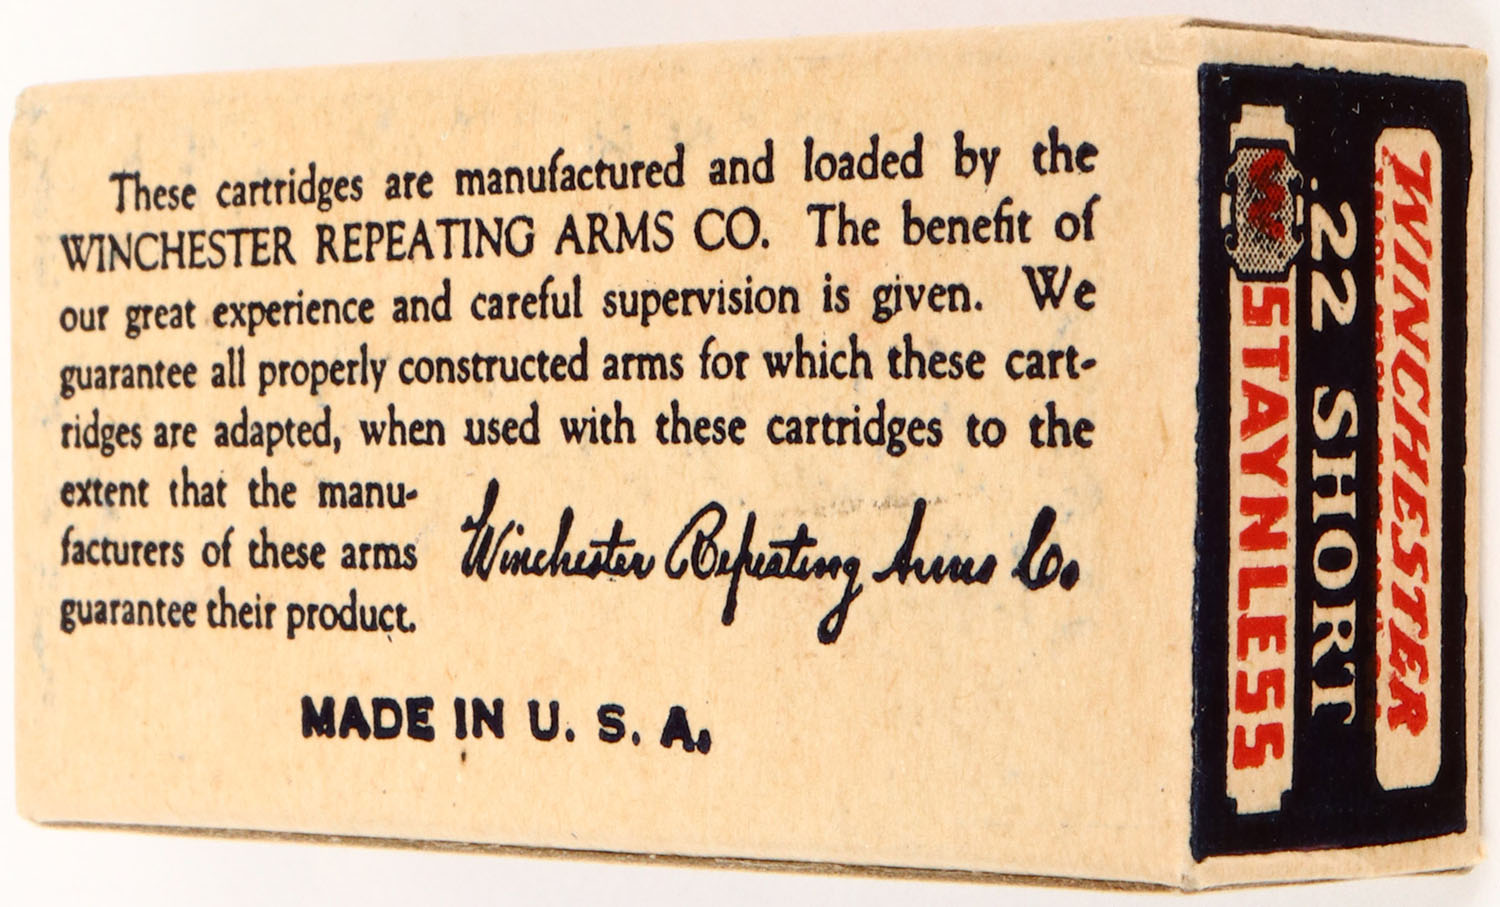 These cartridges are manufactured and loaded by the
WINCHESTER REPEATING ARMS CO. The benefit of
our great experience and careful supervision is given. We
guarantee all properly constructed arms for which these cart-
ridges are adapted, when used with these cartridges to the
extent that the manu-
facturers of these arms
guarantee their product.
Winchester Repeating Arms Co.
MADE IN U. S. A.
WINCHESTER
.22 SHORT
W
STAYNLESS